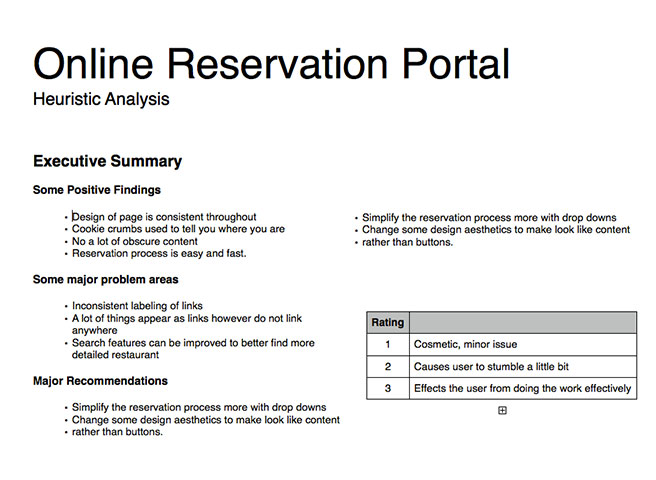 Online Reservation Portal
Heuristic Analysis
Executive Summary
Some Positive Findings
• Design of page is consistent throughout
• Cookie crumbs used to tell you where you are
• No a lot of obscure content
• Reservation process is easy and fast.
Some major problem areas
• Inconsistent labeling of links
• A lot of things appear as links however do not link
anywhere
• Search features can be improved to better find more
detailed restaurant
Major Recommendations
• Simplify the reservation process more with drop downs
• Change some design aesthetics to make look like content
• rather than buttons.
• Simplify the reservation process more with drop downs
• Change some design aesthetics to make look like content
• rather than buttons.
Rating
1 Cosmetic, minor issue
2 Causes user to stumble a little bit
3 Effects the user from doing the work effectively